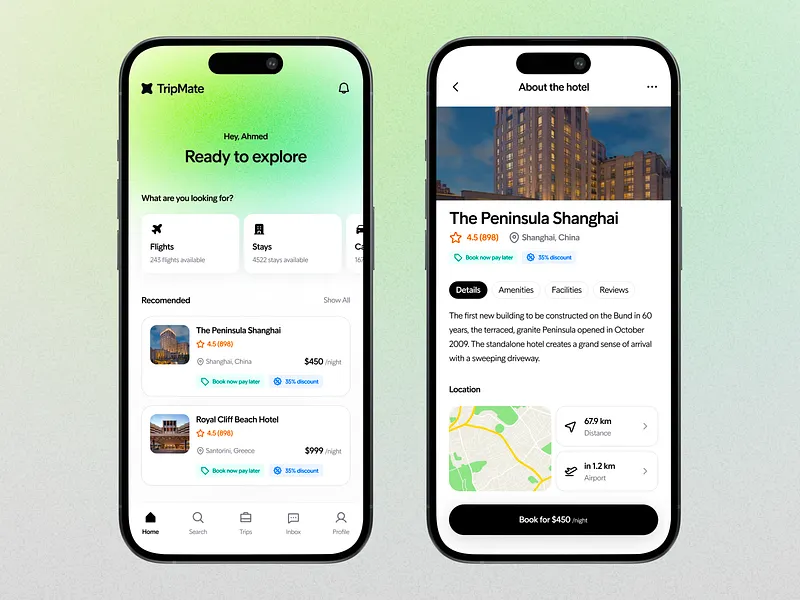 TripMate
Hey, Ahmed
Ready to explore
What are you looking for?
Flights
243 flights available
Stays
4522 stays available
Ca
167
Recomended
Show All
The Peninsula Shanghai
4.5 (898)
Shanghai, China
$450 /night
Book now pay later
35% discount
Royal Cliff Beach Hotel
4.5 (898)
Santorini, Greece
$999 /night
Book now pay later
35% discount
Home
Search
Trips
Inbox
Profile
About the hotel
The Peninsula Shanghai
4.5 (898)
Shanghai, China
Book now pay later
35% discount
Details
Amenities
Facilities
Reviews
The first new building to be constructed on the Bund in 60
years, the terraced, granite Peninsula opened in October
2009. The standalone hotel creates a grand sense of arrival
with a sweeping driveway.
Location
67.9 km
Distance
in 1.2 km
Airport
Book for $450 /night